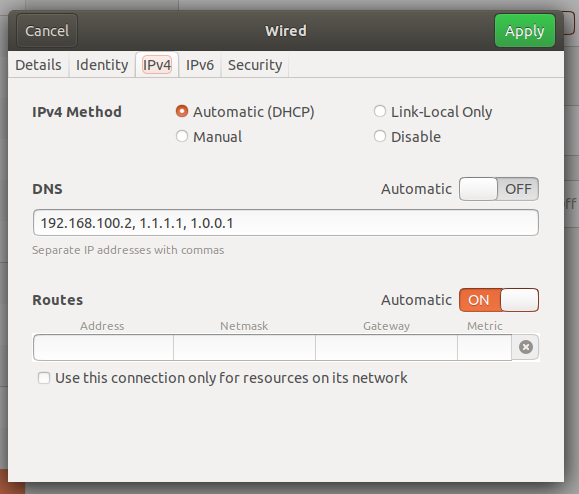 Cancel Wired Apply
Details Identity IPv4 IPv6 Security
IPv4 Method Automatic (DHCP) Link-Local Only
Manual Disable
DNS Automatic OFF
192.168.100.2, 1.1.1.1, 1.0.0.1
Separate IP addresses with commas
Routes Automatic ON
Address Netmask Gateway Metric
Use this connection only for resources on its network